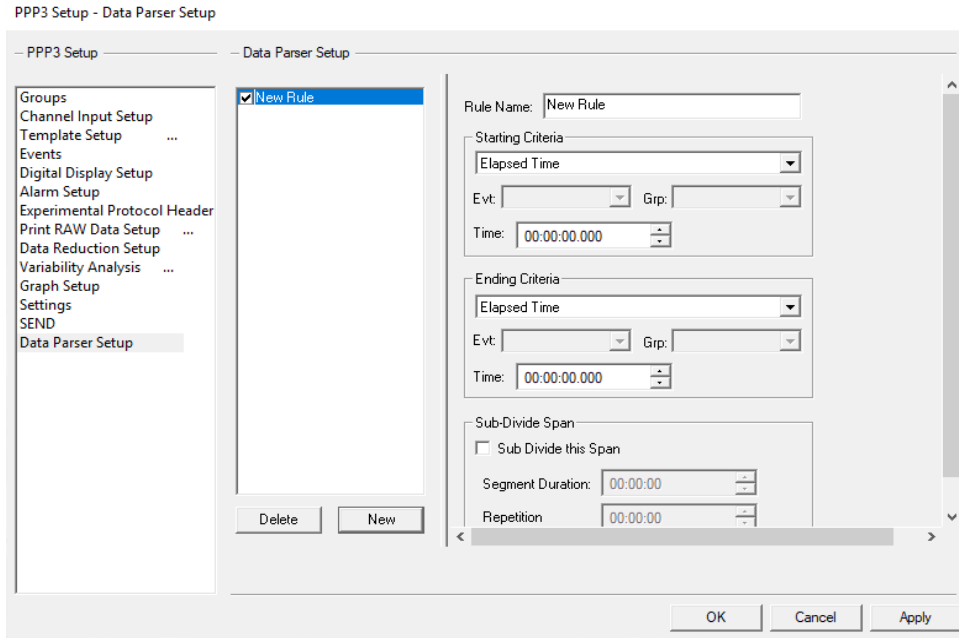 PPP3 Setup - Data Parser Setup
PPP3 Setup
Groups
Channel Input Setup
Template Setup ...
Events
Digital Display Setup
Alarm Setup
Experimental Protocol Header
Print RAW Data Setup ...
Data Reduction Setup
Variability Analysis ...
Graph Setup
Settings
SEND
Data Parser Setup
Data Parser Setup
New Rule
Delete New
Rule Name: New Rule
Starting Criteria
Elapsed Time
Evt: Grp:
Time: 00:00:00.000
Ending Criteria
Elapsed Time
Evt: Grp:
Time: 00:00:00.000
Sub-Divide Span
Sub Divide this Span
Segment Duration: 00:00:00
Repetition 00:00:00
OK Cancel Apply